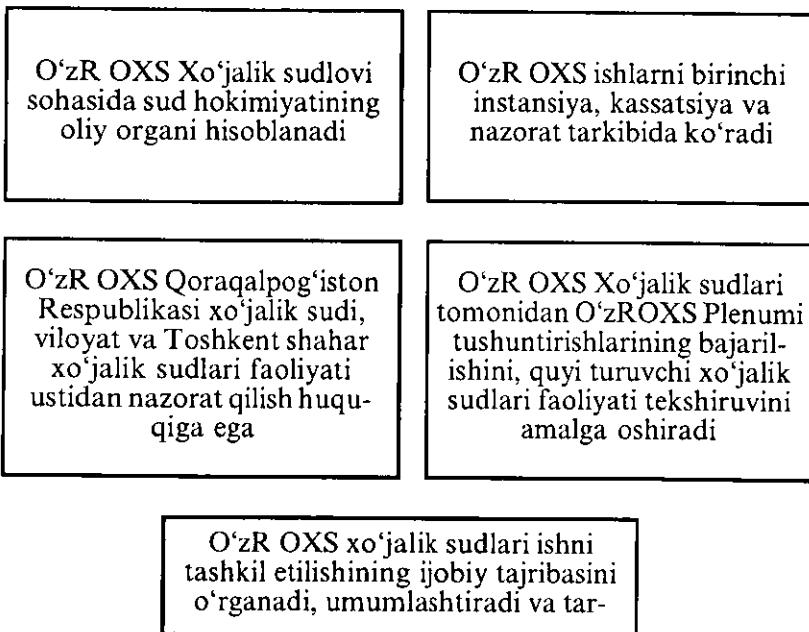 O‘zR OXS Xo‘jalik sudlovi
sohasida sud hokimiyatining
oliy organi hisoblanadi
O‘zR OXS ishlarni birinchi
instansiya, kassatsiya va
nazorat tarkibida ko‘radi
O‘zR OXS Qoraqalpog‘iston
Respublikasi xo‘jalik sudi,
viloyat va Toshkent shahar
xo‘jalik sudlari faoliyati
ustidan nazorat qilish huqu-
qiga ega
O‘zR OXS Xo‘jalik sudlari
tomonidan O‘zROXS Plenumi
tushuntirishlarining bajaril-
ishini, quyi turuvchi xo‘jalik
sudlari faoliyati tekshiruvini
amalga oshiradi
O‘zR OXS xo‘jalik sudlari ishni
tashkil etilishining ijobiy tajribasini
o‘rganadi, umumlashtiradi va tar-